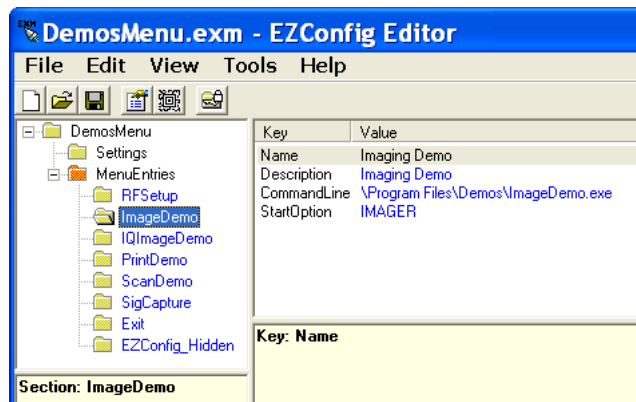 EXM
DemosMenu.exm - EZConfig Editor
File Edit View Tools Help
DemosMenu
Settings
MenuEntries
RFSetup
ImageDemo
IQImageDemo
PrintDemo
ScanDemo
SigCapture
Exit
EZConfig_Hidden
Section: ImageDemo
Key Value
Name Imaging Demo
Description Imaging Demo
CommandLine \Program Files\Demos\ImageDemo.exe
StartOption IMAGER
Key: Name